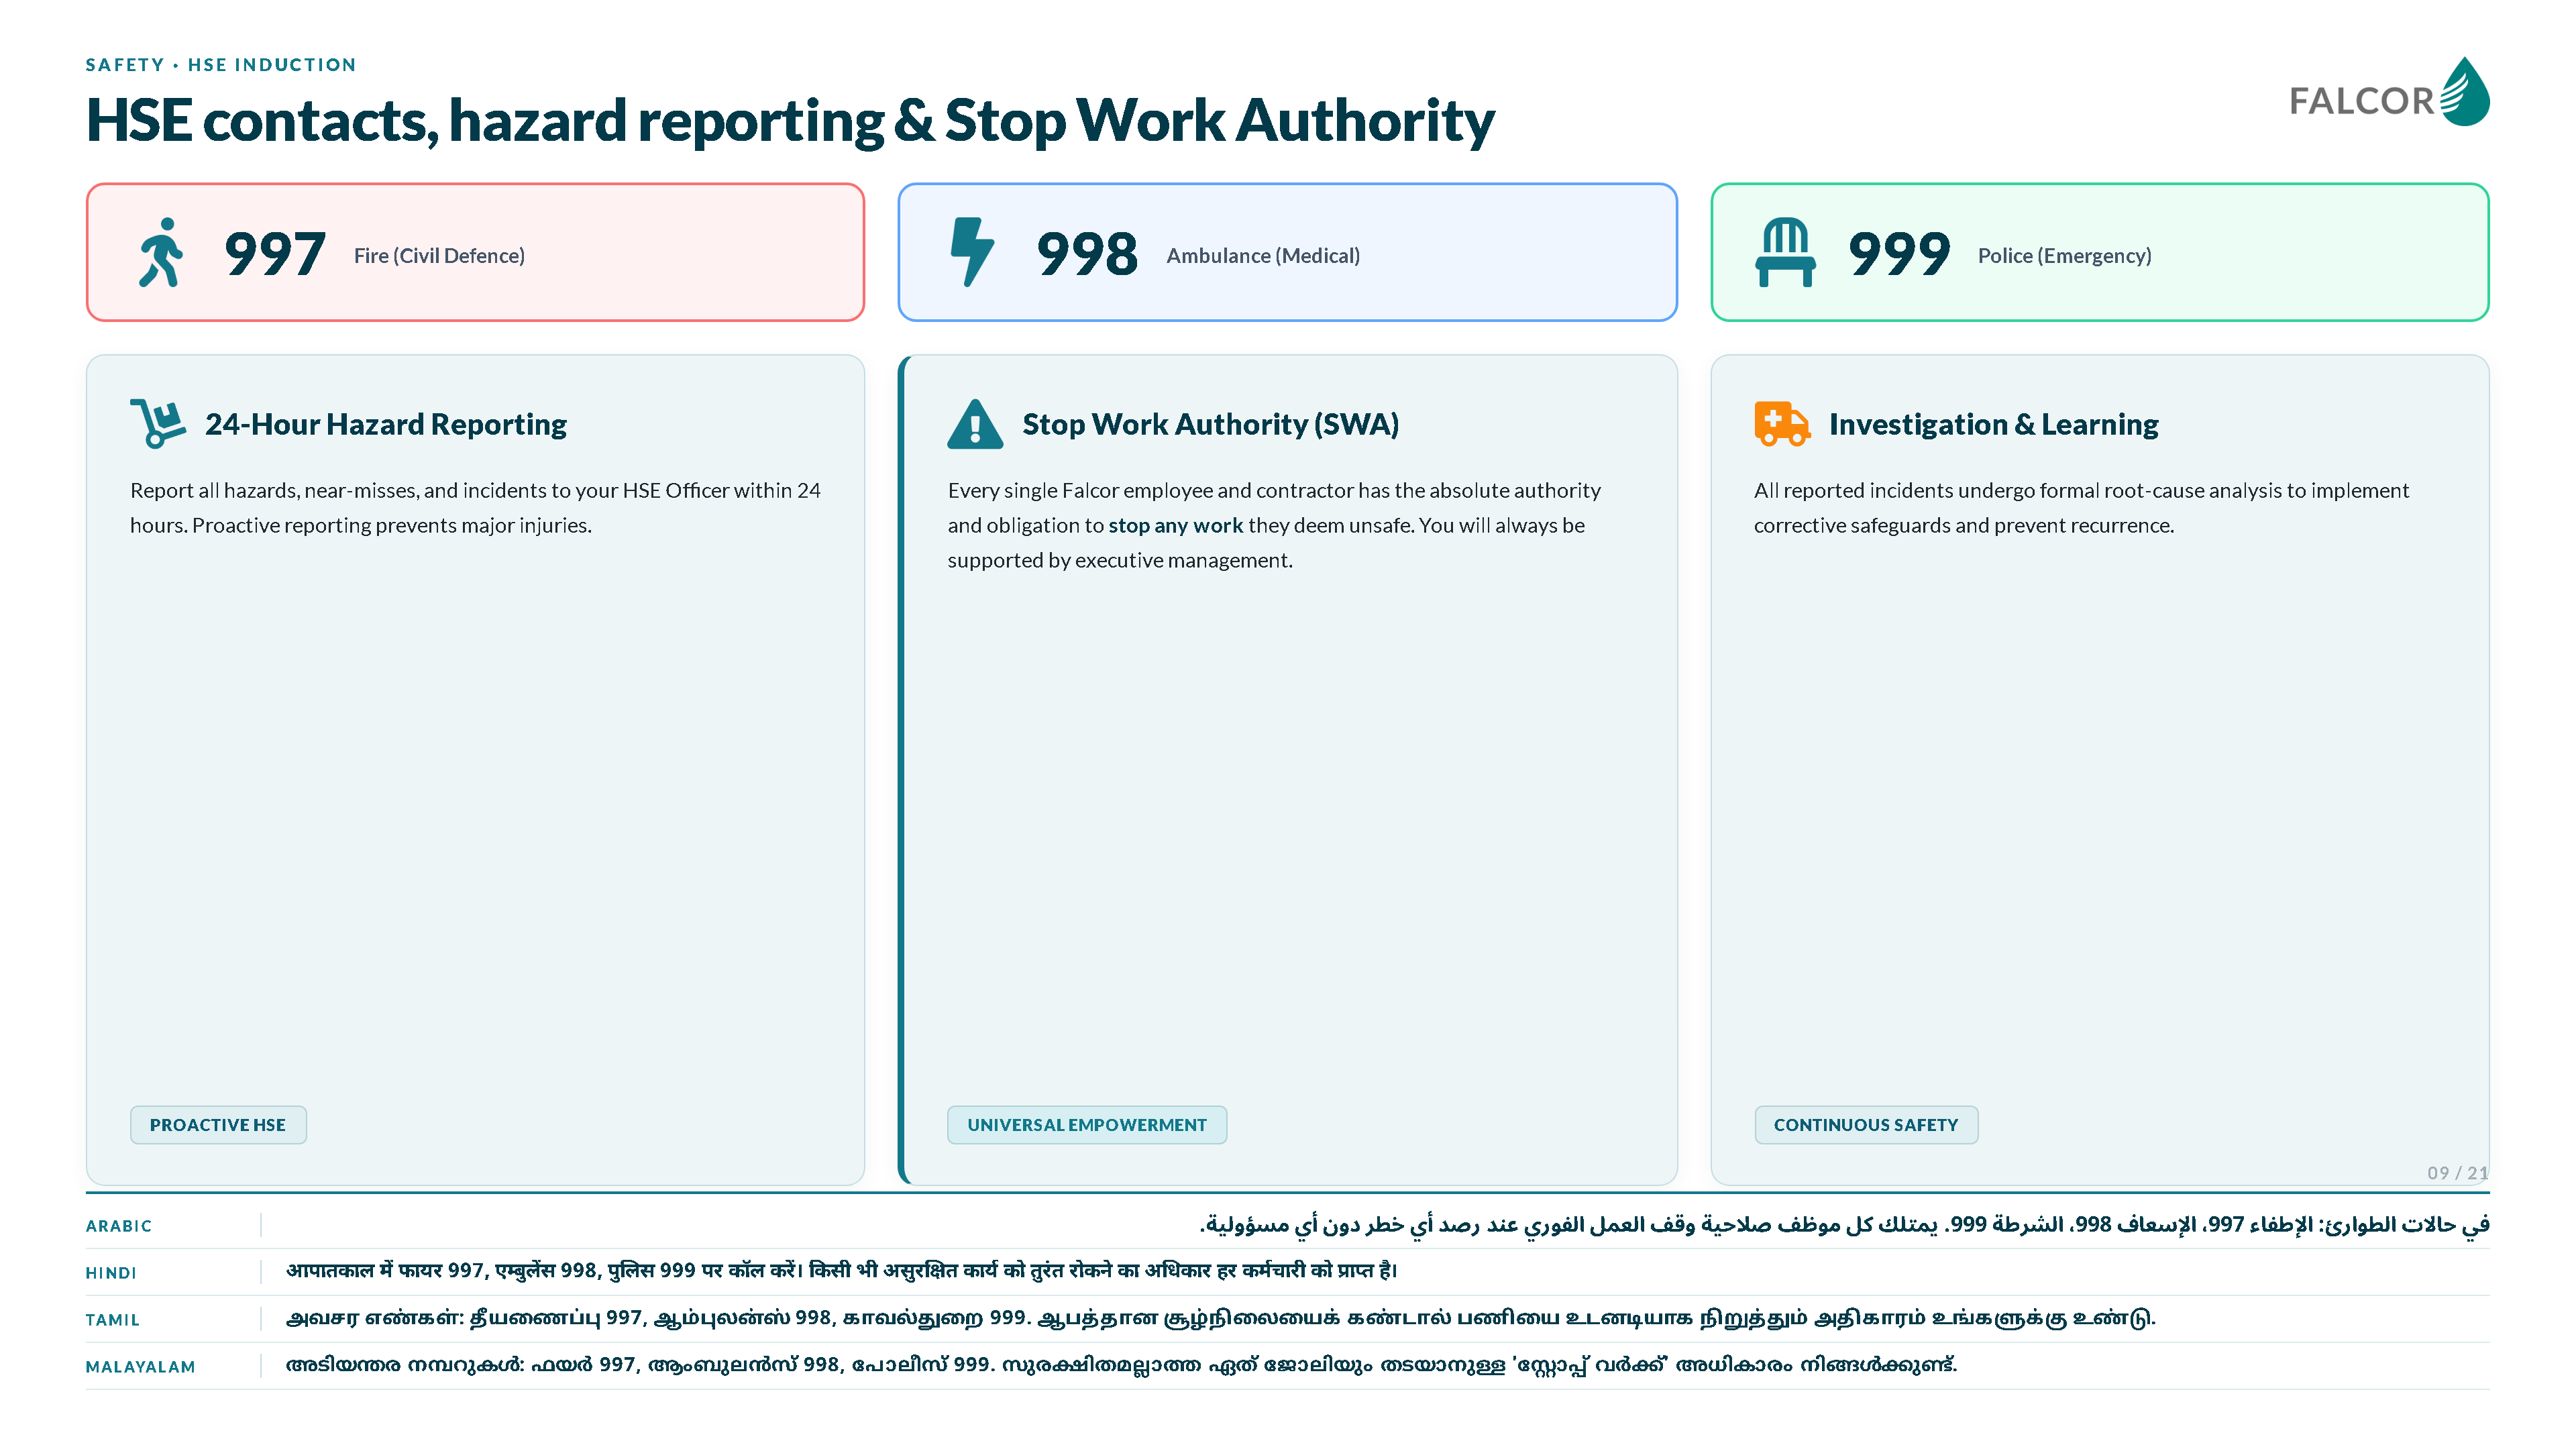 SAFETY · HSE INDUCTION
HSE contacts, hazard reporting & Stop Work Authority
FALCOR
997 Fire (Civil Defence)
998 Ambulance (Medical)
999 Police (Emergency)
24-Hour Hazard Reporting
Report all hazards, near-misses, and incidents to your HSE Officer within 24
hours. Proactive reporting prevents major injuries.
PROACTIVE HSE
Stop Work Authority (SWA)
Every single Falcor employee and contractor has the absolute authority
and obligation to stop any work they deem unsafe. You will always be
supported by executive management.
UNIVERSAL EMPOWERMENT
Investigation & Learning
All reported incidents undergo formal root-cause analysis to implement
corrective safeguards and prevent recurrence.
CONTINUOUS SAFETY
09 / 21
ARABIC
في حالات الطوارئ: الإطفاء 997، الإسعاف 998، الشرطة 999. يمتلك كل موظف صلاحية وقف العمل الفوري عند رصد أي خطر دون أي مسؤولية.
HINDI
आपातकाल में फायर 997, एम्बुलेंस 998, पुलिस 999 पर कॉल करें। किसी भी असुरक्षित कार्य को तुरंत रोकने का अधिकार हर कर्मचारी को प्राप्त है।
TAMIL
அவசர எண்கள்: தீயணைப்பு 997, ஆம்புலன்ஸ் 998, காவல்துறை 999. ஆபத்தான சூழ்நிலையைக் கண்டால் பணியை உடனடியாக நிறுத்தும் அதிகாரம் உங்களுக்கு உண்டு.
MALAYALAM
അടിയന്തര നമ്പറുകൾ: ഫയർ 997, ആംബുലൻസ് 998, പോലീസ് 999. സുരക്ഷിതമല്ലാത്ത ഏത് ജോലിയും തടയാനുള്ള 'സ്റ്റോപ്പ് വർക്ക്' അധികാരം നിങ്ങൾക്കുണ്ട്.